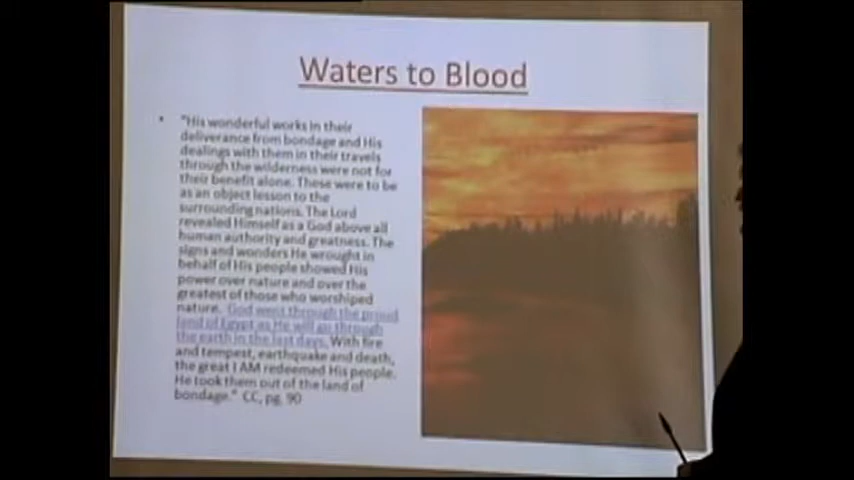 Waters to Blood
• "His wonderful works in their
deliverance from bondage and His
dealings with them in their travels
through the wilderness were not for
their benefit alone. These were to be
as an object lesson to the
surrounding nations. The Lord
revealed Himself as a God above all
human authority and greatness. The
signs and wonders He wrought in
behalf of His people showed His
power over nature and over the
greatest of those who worshiped
nature. God went through the proud
land of Egypt as He will go through
the earth in the last days. With fire
and tempest, earthquake and death,
the great I AM redeemed His people.
He took them out of the land of
bondage." CC, pg. 90